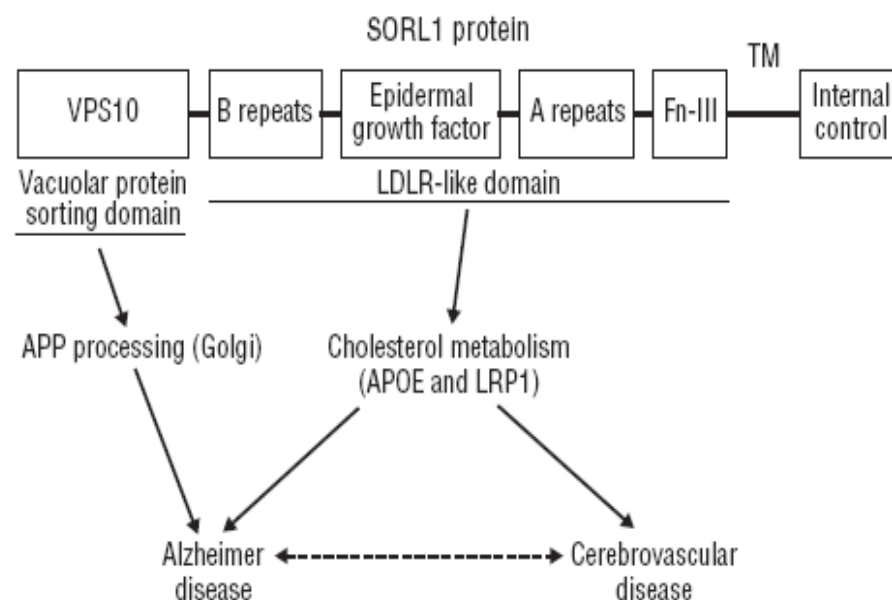 SORL1 protein
TM
VPS10
B repeats
Epidermal
growth factor
A repeats
Fn-III
Internal
control
Vacuolar protein
sorting domain
LDLR-like domain
APP processing (Golgi)
Cholesterol metabolism
(APOE and LRP1)
Alzheimer
disease
Cerebrovascular
disease